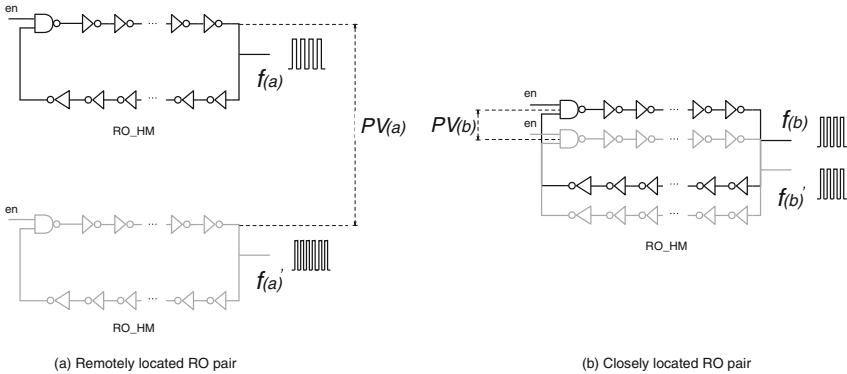 en
...
f(a)
...
RO_HM
PV(a)
en
...
f(a)'
...
RO_HM
(a) Remotely located RO pair
en
...
en
PV(b)
...
f(b)
...
f(b)'
...
RO_HM
(b) Closely located RO pair